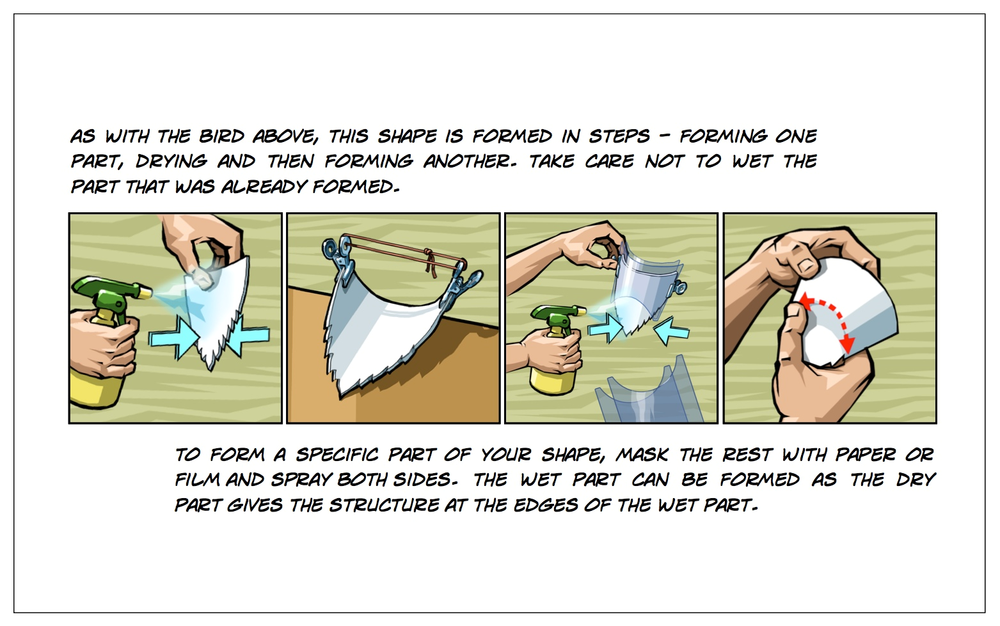 AS WITH THE BIRD ABOVE, THIS SHAPE IS FORMED IN STEPS – FORMING ONE
PART, DRYING AND THEN FORMING ANOTHER. TAKE CARE NOT TO WET THE
PART THAT WAS ALREADY FORMED.
TO FORM A SPECIFIC PART OF YOUR SHAPE, MASK THE REST WITH PAPER OR
FILM AND SPRAY BOTH SIDES. THE WET PART CAN BE FORMED AS THE DRY
PART GIVES THE STRUCTURE AT THE EDGES OF THE WET PART.